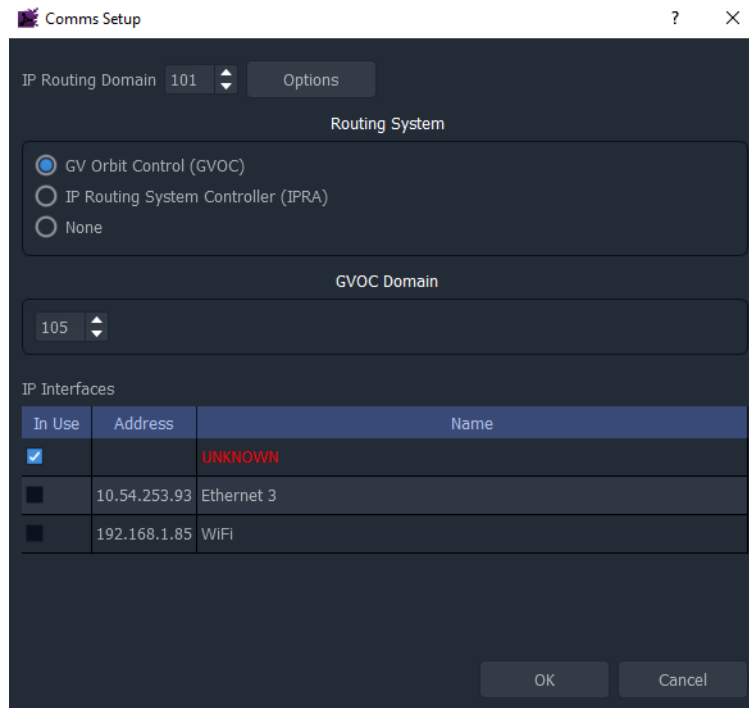 Comms Setup ?
IP Routing Domain 101 Options
Routing System
GV Orbit Control (GVOC)
IP Routing System Controller (IPRA)
None
GVOC Domain
105
IP Interfaces
In Use Address Name
UNKNOWN
10.54.253.93 Ethernet 3
192.168.1.85 WiFi
OK Cancel